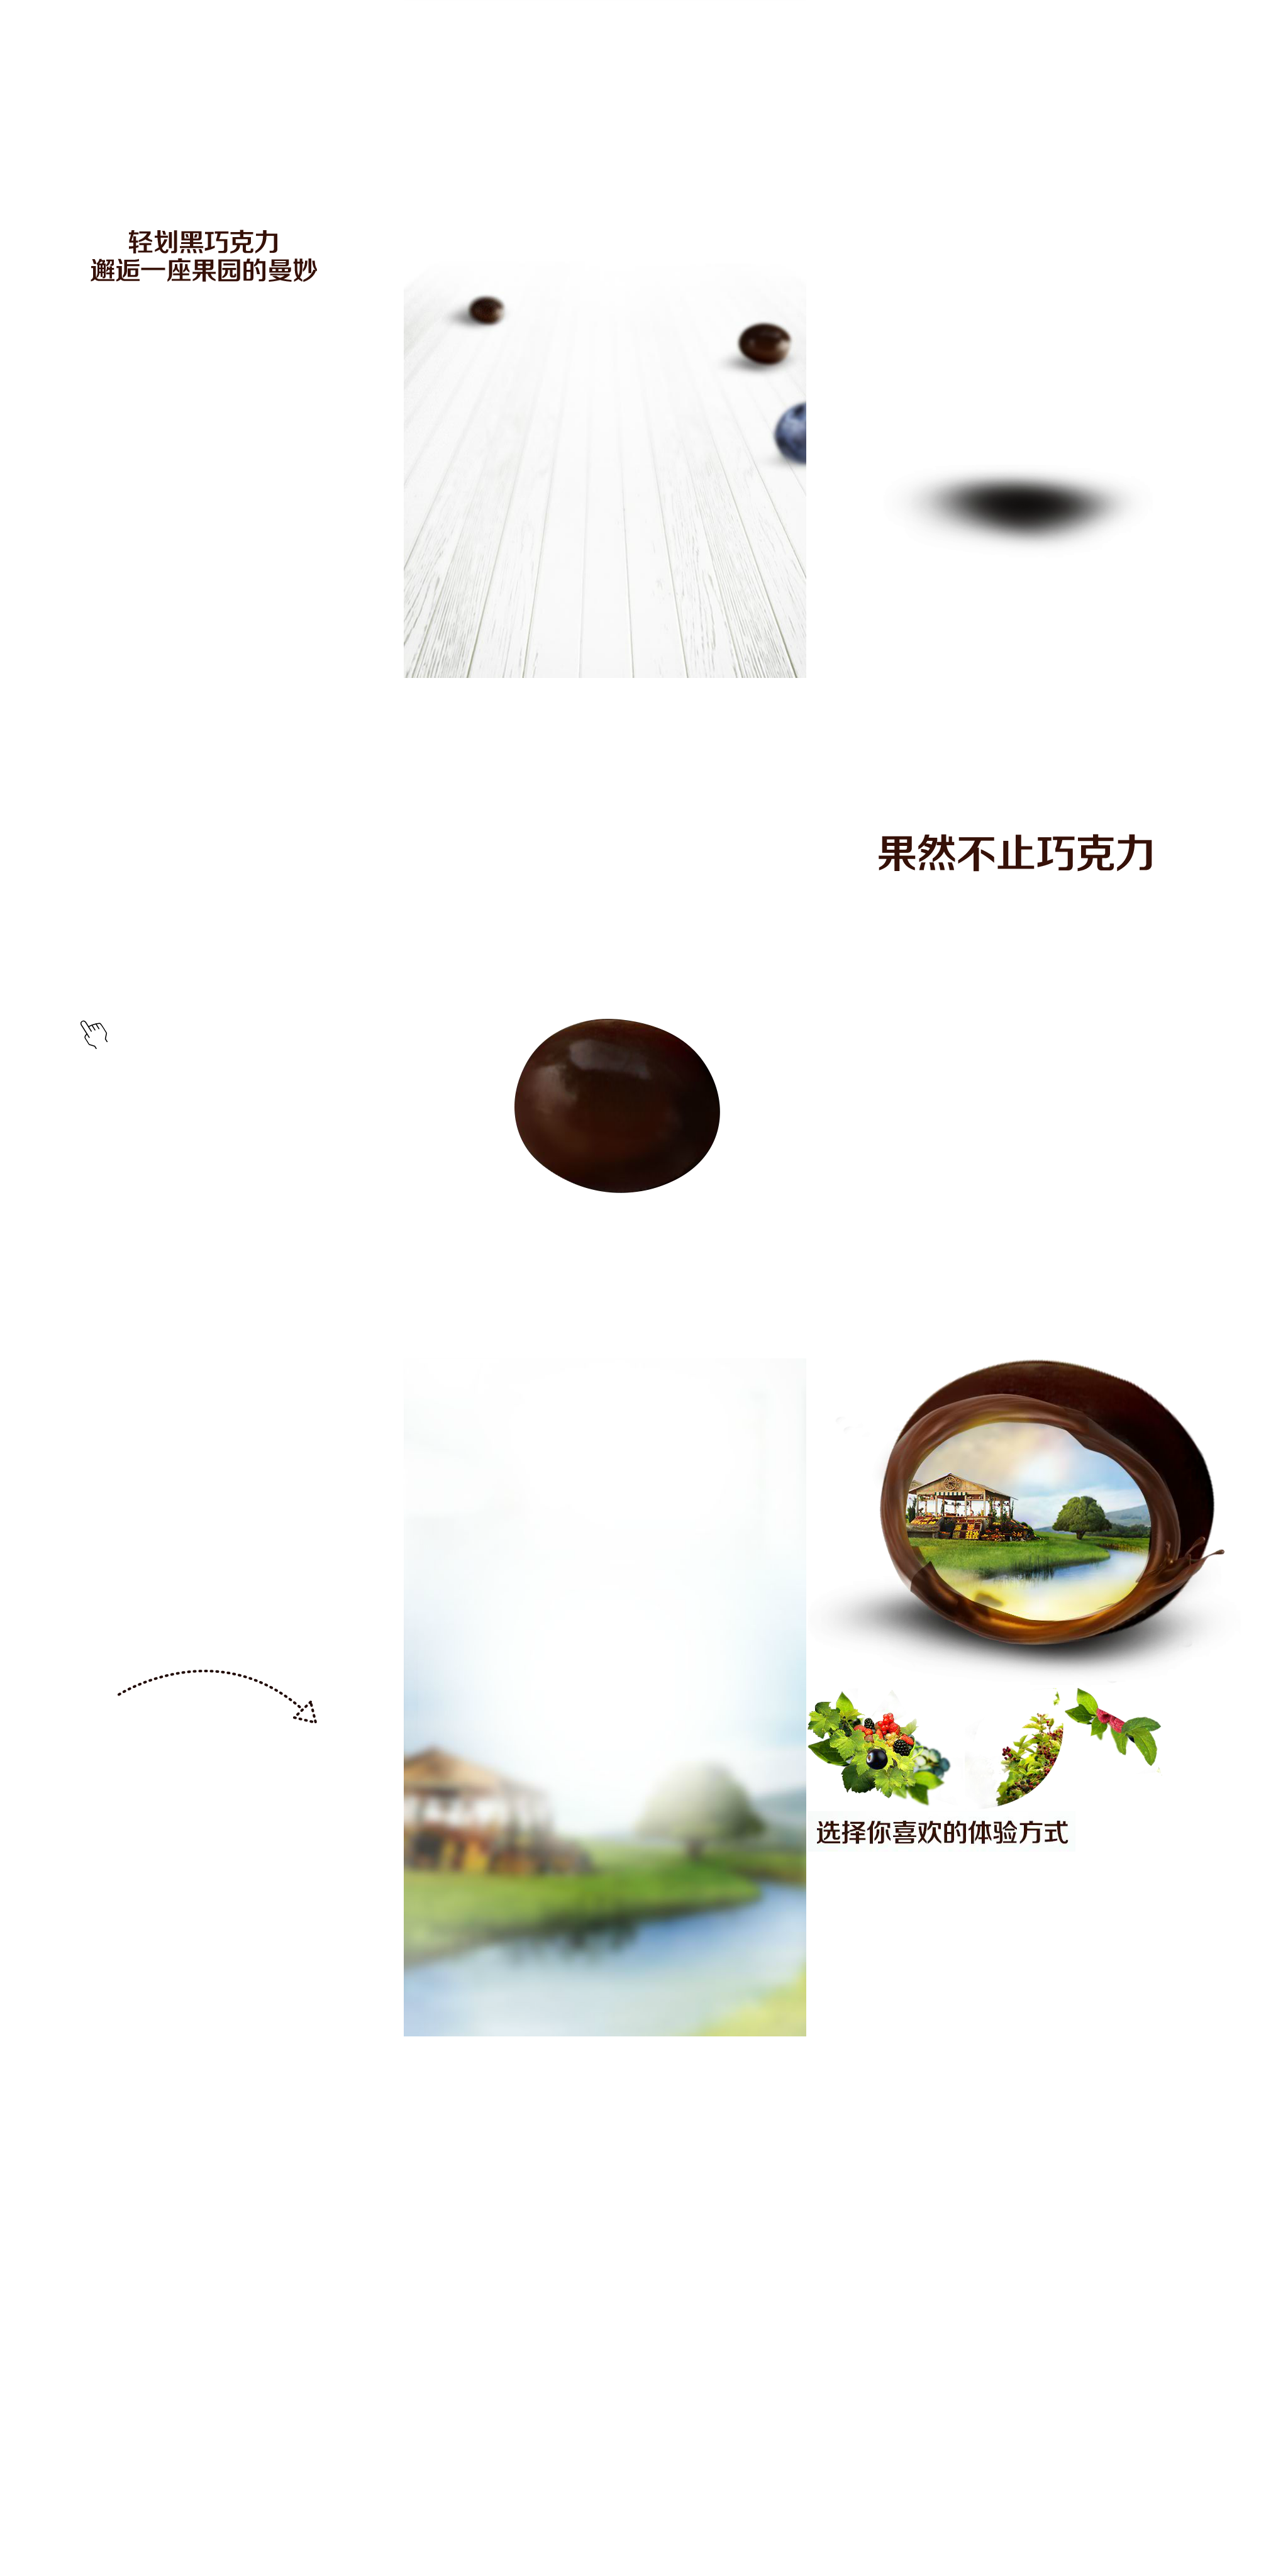 轻划黑巧克力
邂逅一座果园的曼妙
果然不止巧克力
选择你喜欢的体验方式